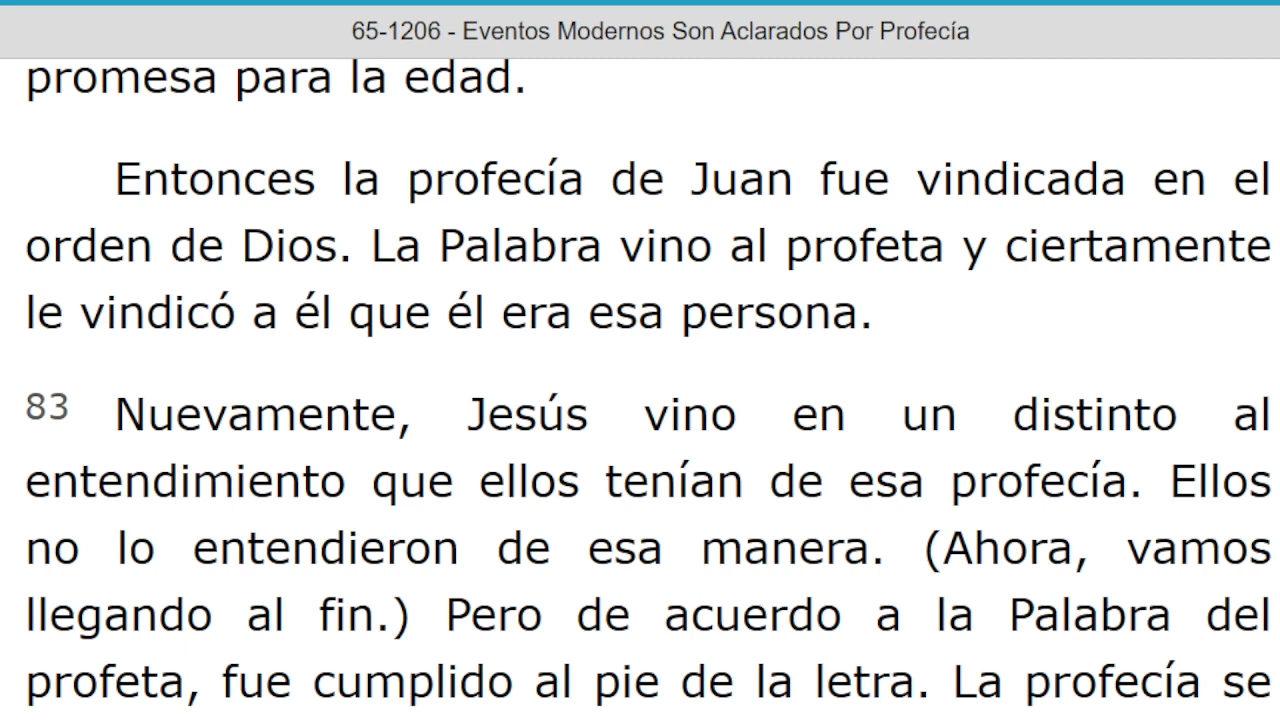 65-1206 - Eventos Modernos Son Aclarados Por Profecía
promesa para la edad.
Entonces la profecía de Juan fue vindicada en el
orden de Dios. La Palabra vino al profeta y ciertamente
le vindicó a él que él era esa persona.
83 Nuevamente, Jesús vino en un distinto al
entendimiento que ellos tenían de esa profecía. Ellos
no lo entendieron de esa manera. (Ahora, vamos
llegando al fin.) Pero de acuerdo a la Palabra del
profeta, fue cumplido al pie de la letra. La profecía se